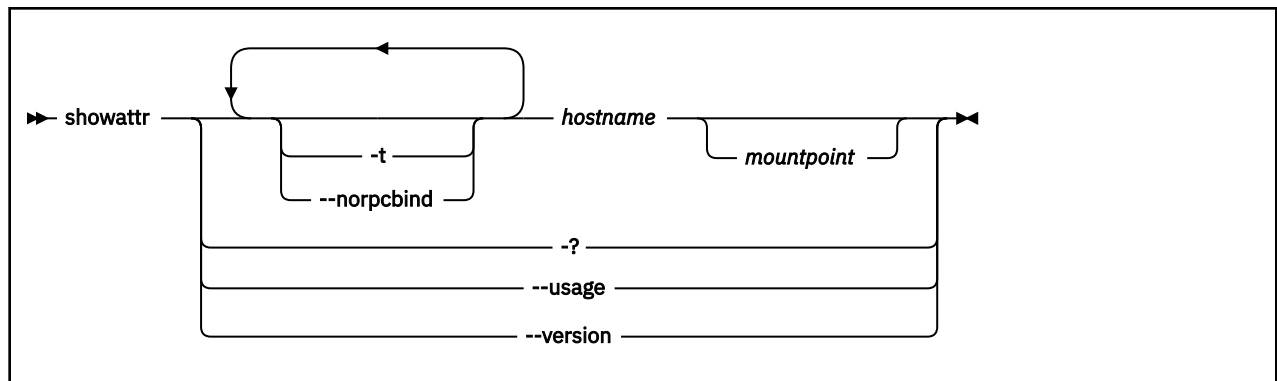 showattr hostname
-t mountpoint
--norpcbind
-?
--usage
--version